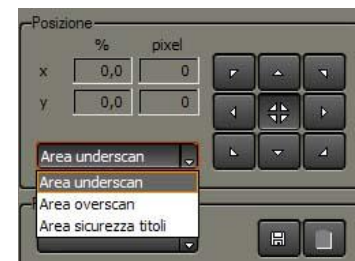 Posizione
% pixel
x 0,0 0
y 0,0 0
Area underscan
Area underscan
Area overscan
Area sicurezza titoli